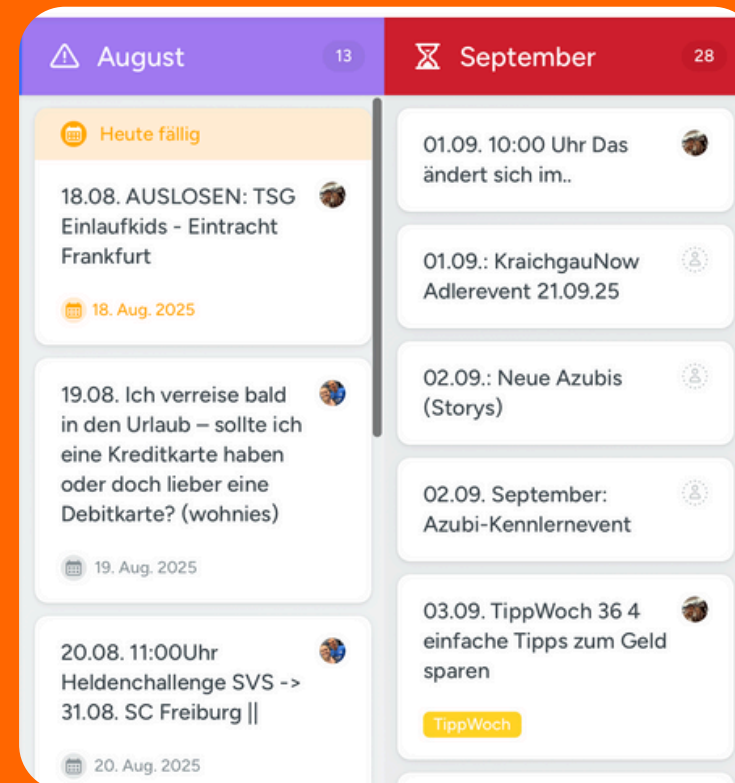 August
13
Heute fällig
18.08. AUSLOSEN: TSG
Einlaufkids - Eintracht
Frankfurt
18. Aug. 2025
19.08. Ich verreise bald
in den Urlaub – sollte ich
eine Kreditkarte haben
oder doch lieber eine
Debitkarte? (wohnies)
19. Aug. 2025
20.08. 11:00Uhr
Heldenchallenge SVS ->
31.08. SC Freiburg ||
20. Aug. 2025
September
28
01.09. 10:00 Uhr Das
ändert sich im..
01.09.: KraichgauNow
Adlerevent 21.09.25
02.09.: Neue Azubis
(Storys)
02.09. September:
Azubi-Kennlernevent
03.09. TippWoch 36 4
einfache Tipps zum Geld
sparen
TippWoch